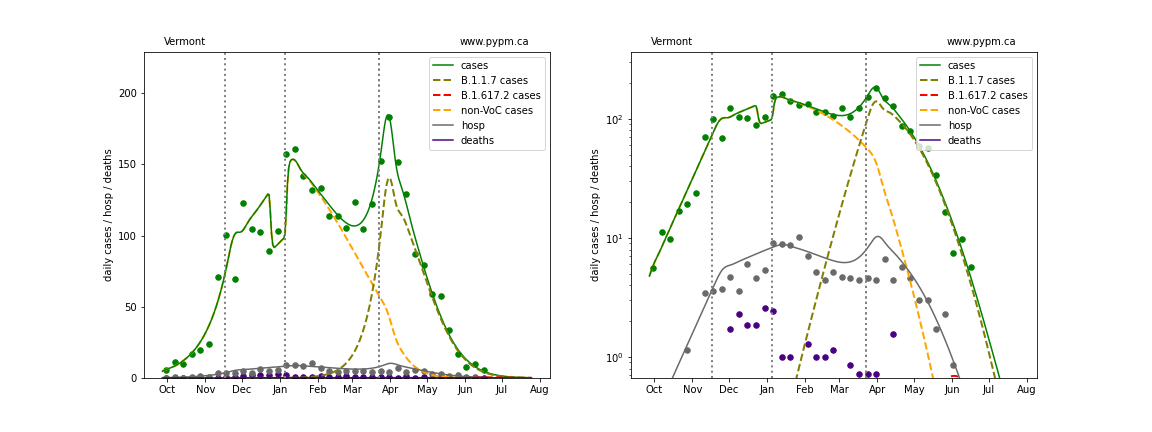 Vermont www.pypm.ca
cases
B.1.1.7 cases
B.1.617.2 cases
non-VoC cases
hosp
deaths
daily cases / hosp / deaths
200
150
100
50
0
Oct Nov Dec Jan Feb Mar Apr May Jun Jul Aug
Vermont www.pypm.ca
cases
B.1.1.7 cases
B.1.617.2 cases
non-VoC cases
hosp
deaths
daily cases / hosp / deaths
10²
10¹
10⁰
Oct Nov Dec Jan Feb Mar Apr May Jun Jul Aug